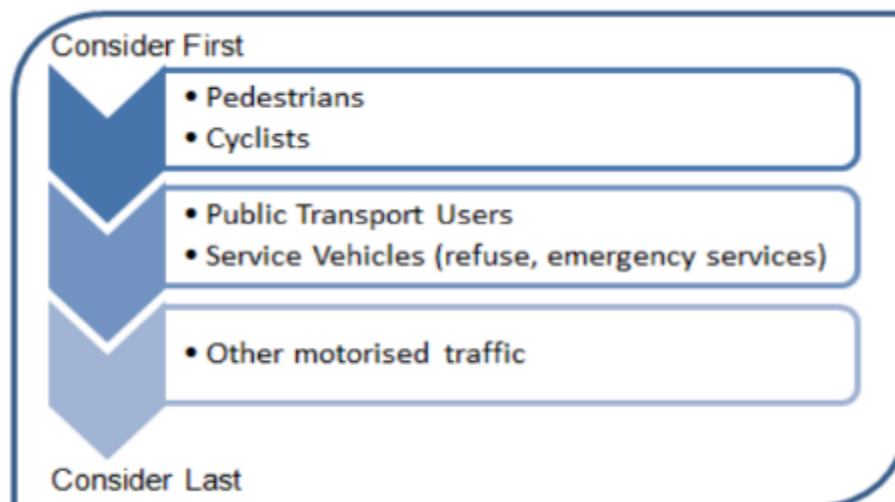 Consider First
• Pedestrians
• Cyclists
• Public Transport Users
• Service Vehicles (refuse, emergency services)
• Other motorised traffic
Consider Last